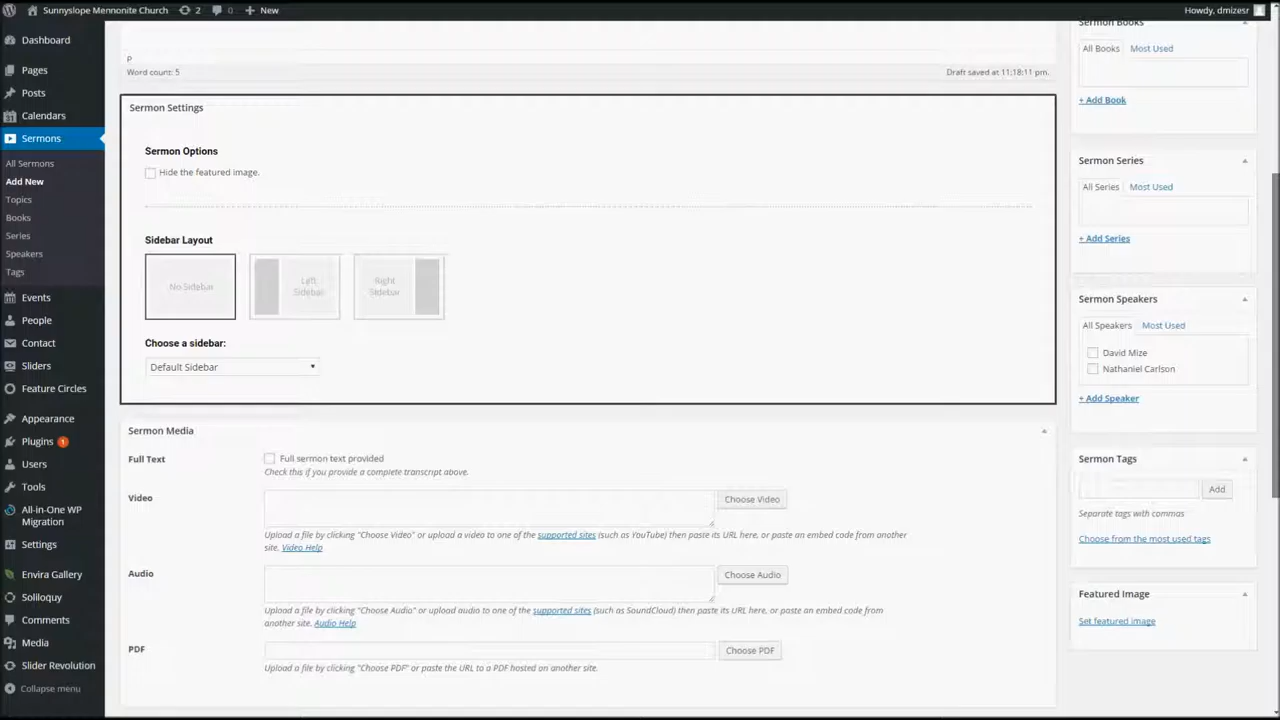 Sunnyslope Mennonite Church 2 0 New
Howdy, dmizesr
Dashboard
Pages
Posts
Calendars
Sermons
All Sermons
Add New
Topics
Books
Series
Speakers
Tags
Events
People
Contact
Sliders
Feature Circles
Appearance
Plugins 1
Users
Tools
All-in-One WP
Migration
Settings
Envira Gallery
Soliloquy
Comments
Media
Slider Revolution
Collapse menu
P
Word count: 5
Draft saved at 11:18:11 pm.
Sermon Settings
Sermon Options
Hide the featured image.
Sidebar Layout
No Sidebar
Left
Sidebar
Right
Sidebar
Choose a sidebar:
Default Sidebar
Sermon Media
Full Text
Full sermon text provided
Check this if you provide a complete transcript above.
Video
Choose Video
Upload a file by clicking "Choose Video" or upload a video to one of the supported sites (such as YouTube) then paste its URL here, or paste an embed code from another
site. Video Help
Audio
Choose Audio
Upload a file by clicking "Choose Audio" or upload audio to one of the supported sites (such as SoundCloud) then paste its URL here, or paste an embed code from
another site. Audio Help
PDF
Choose PDF
Upload a file by clicking "Choose PDF" or paste the URL to a PDF hosted on another site.
Sermon Books
All Books Most Used
+ Add Book
Sermon Series
All Series Most Used
+ Add Series
Sermon Speakers
All Speakers Most Used
David Mize
Nathaniel Carlson
+ Add Speaker
Sermon Tags
Add
Separate tags with commas
Choose from the most used tags
Featured Image
Set featured image